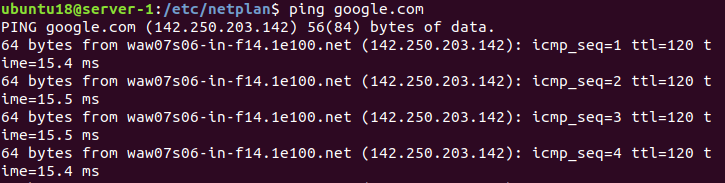 ubuntu18@server-1:/etc/netplan$ ping google.com
PING google.com (142.250.203.142) 56(84) bytes of data.
64 bytes from waw07s06-in-f14.1e100.net (142.250.203.142): icmp_seq=1 ttl=120 t
ime=15.4 ms
64 bytes from waw07s06-in-f14.1e100.net (142.250.203.142): icmp_seq=2 ttl=120 t
ime=15.5 ms
64 bytes from waw07s06-in-f14.1e100.net (142.250.203.142): icmp_seq=3 ttl=120 t
ime=15.5 ms
64 bytes from waw07s06-in-f14.1e100.net (142.250.203.142): icmp_seq=4 ttl=120 t
ime=15.4 ms